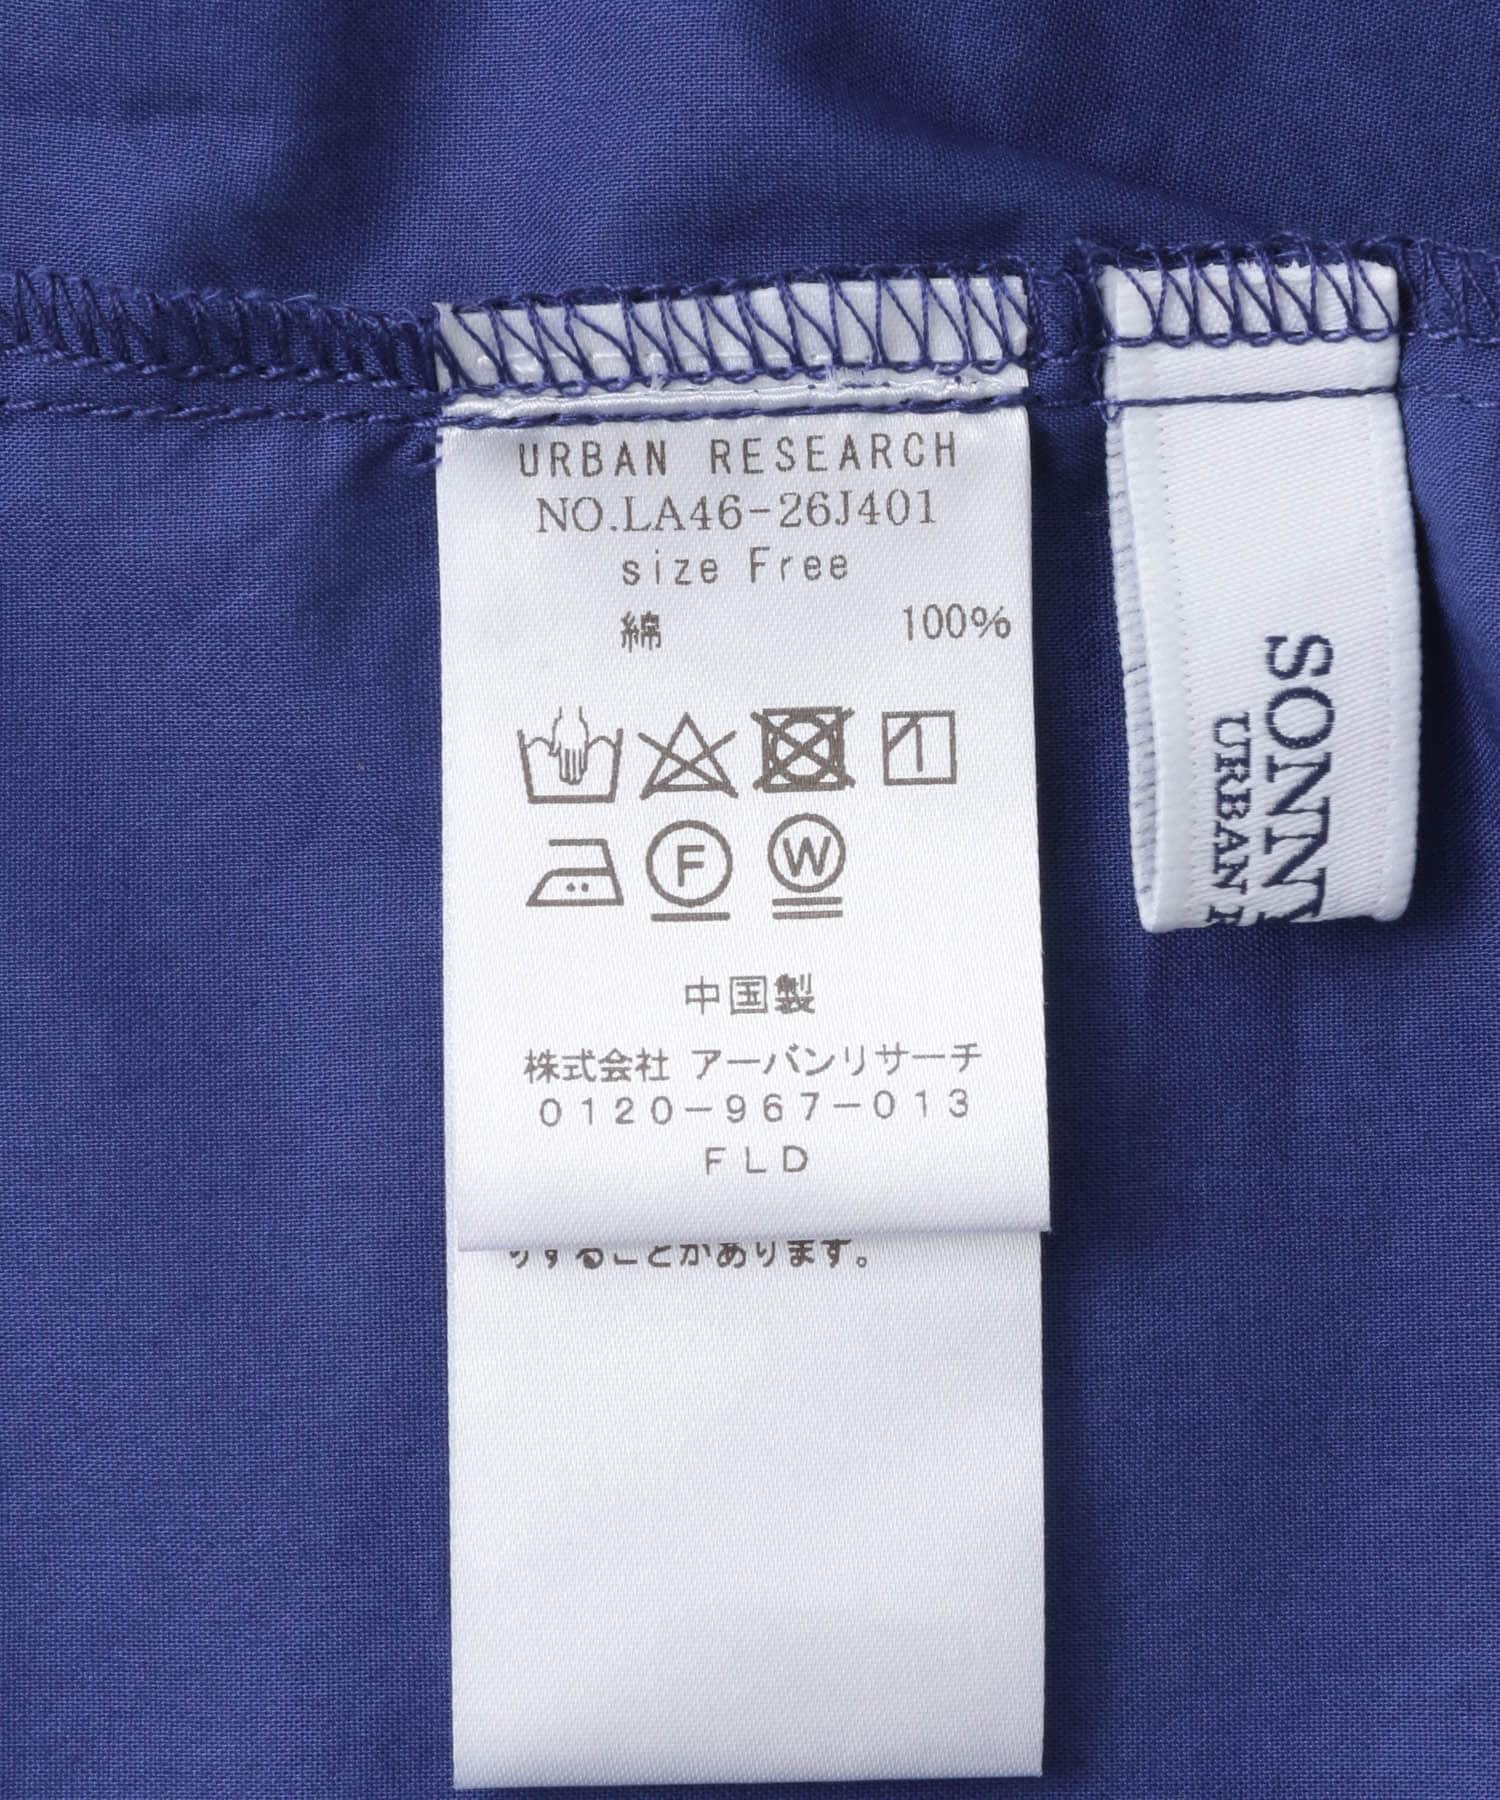 URBAN RESEARCH
NO.LA46-26J401
size Free
綿 100%
F W
中国製
株式会社 アーバンリサーチ
0120-967-013
FLD
りすることがあります。
SONNY
URBAN